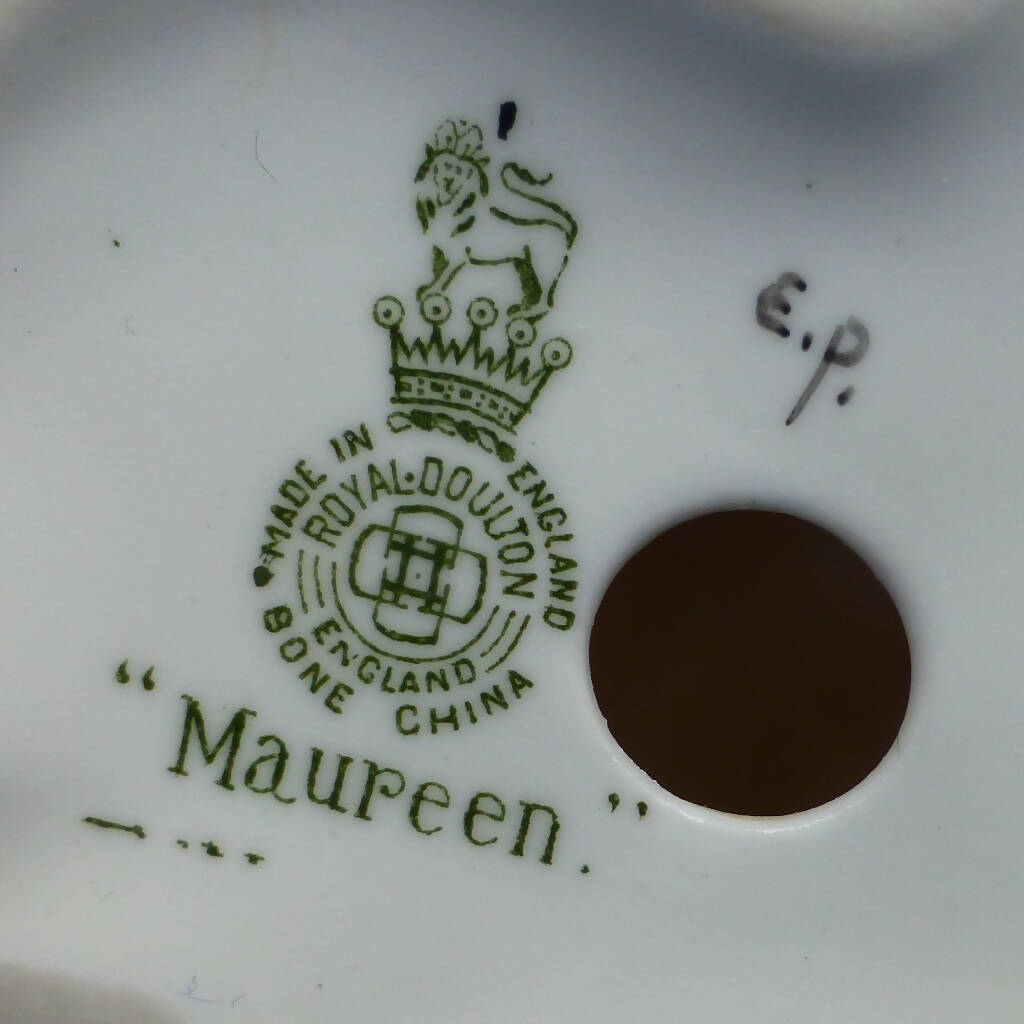 MADE IN ENGLAND
ROYAL·DOULTON
ENGLAND
BONE CHINA
"Maureen."
E.P.